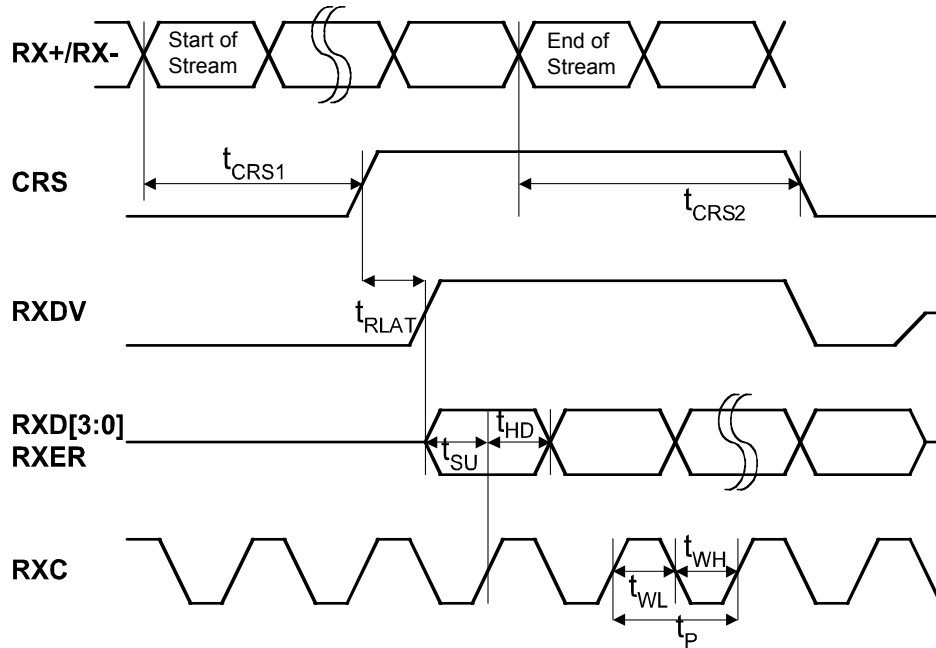 RX+/RX-
Start of
Stream
End of
Stream
CRS
tCRS1
tCRS2
RXDV
tRLAT
RXD[3:0]
RXER
tSU
tHD
RXC
tWL
tWH
tP